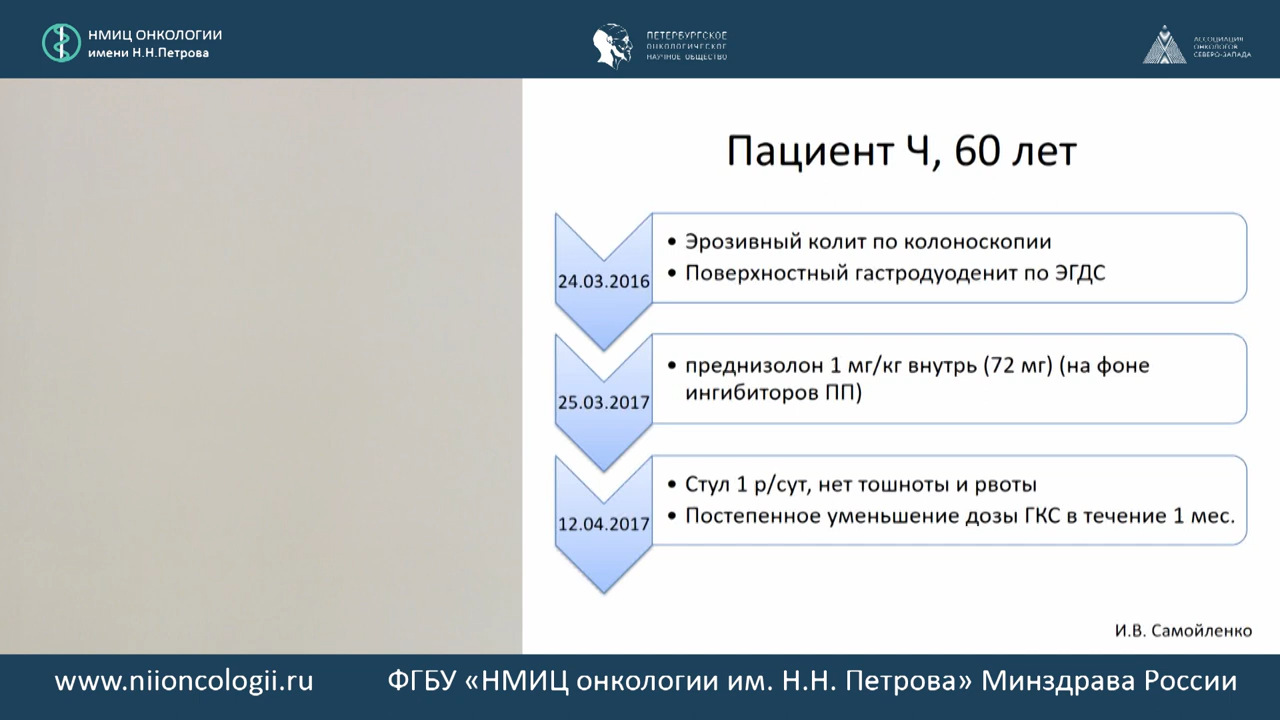 НМИЦ ОНКОЛОГИИ
имени Н.Н.Петрова
ПЕТЕРБУРГСКОЕ
ОНКОЛОГИЧЕСКОЕ
НАУЧНОЕ ОБЩЕСТВО
АССОЦИАЦИЯ
ОНКОЛОГОВ
СЕВЕРО-ЗАПАДА
Пациент Ч, 60 лет
24.03.2016
• Эрозивный колит по колоноскопии
• Поверхностный гастродуоденит по ЭГДС
25.03.2017
• преднизолон 1 мг/кг внутрь (72 мг) (на фоне
ингибиторов ПП)
12.04.2017
• Стул 1 р/сут, нет тошноты и рвоты
• Постепенное уменьшение дозы ГКС в течение 1 мес.
И.В. Самойленко
www.niioncologii.ru
ФГБУ «НМИЦ онкологии им. Н.Н. Петрова» Минздрава России